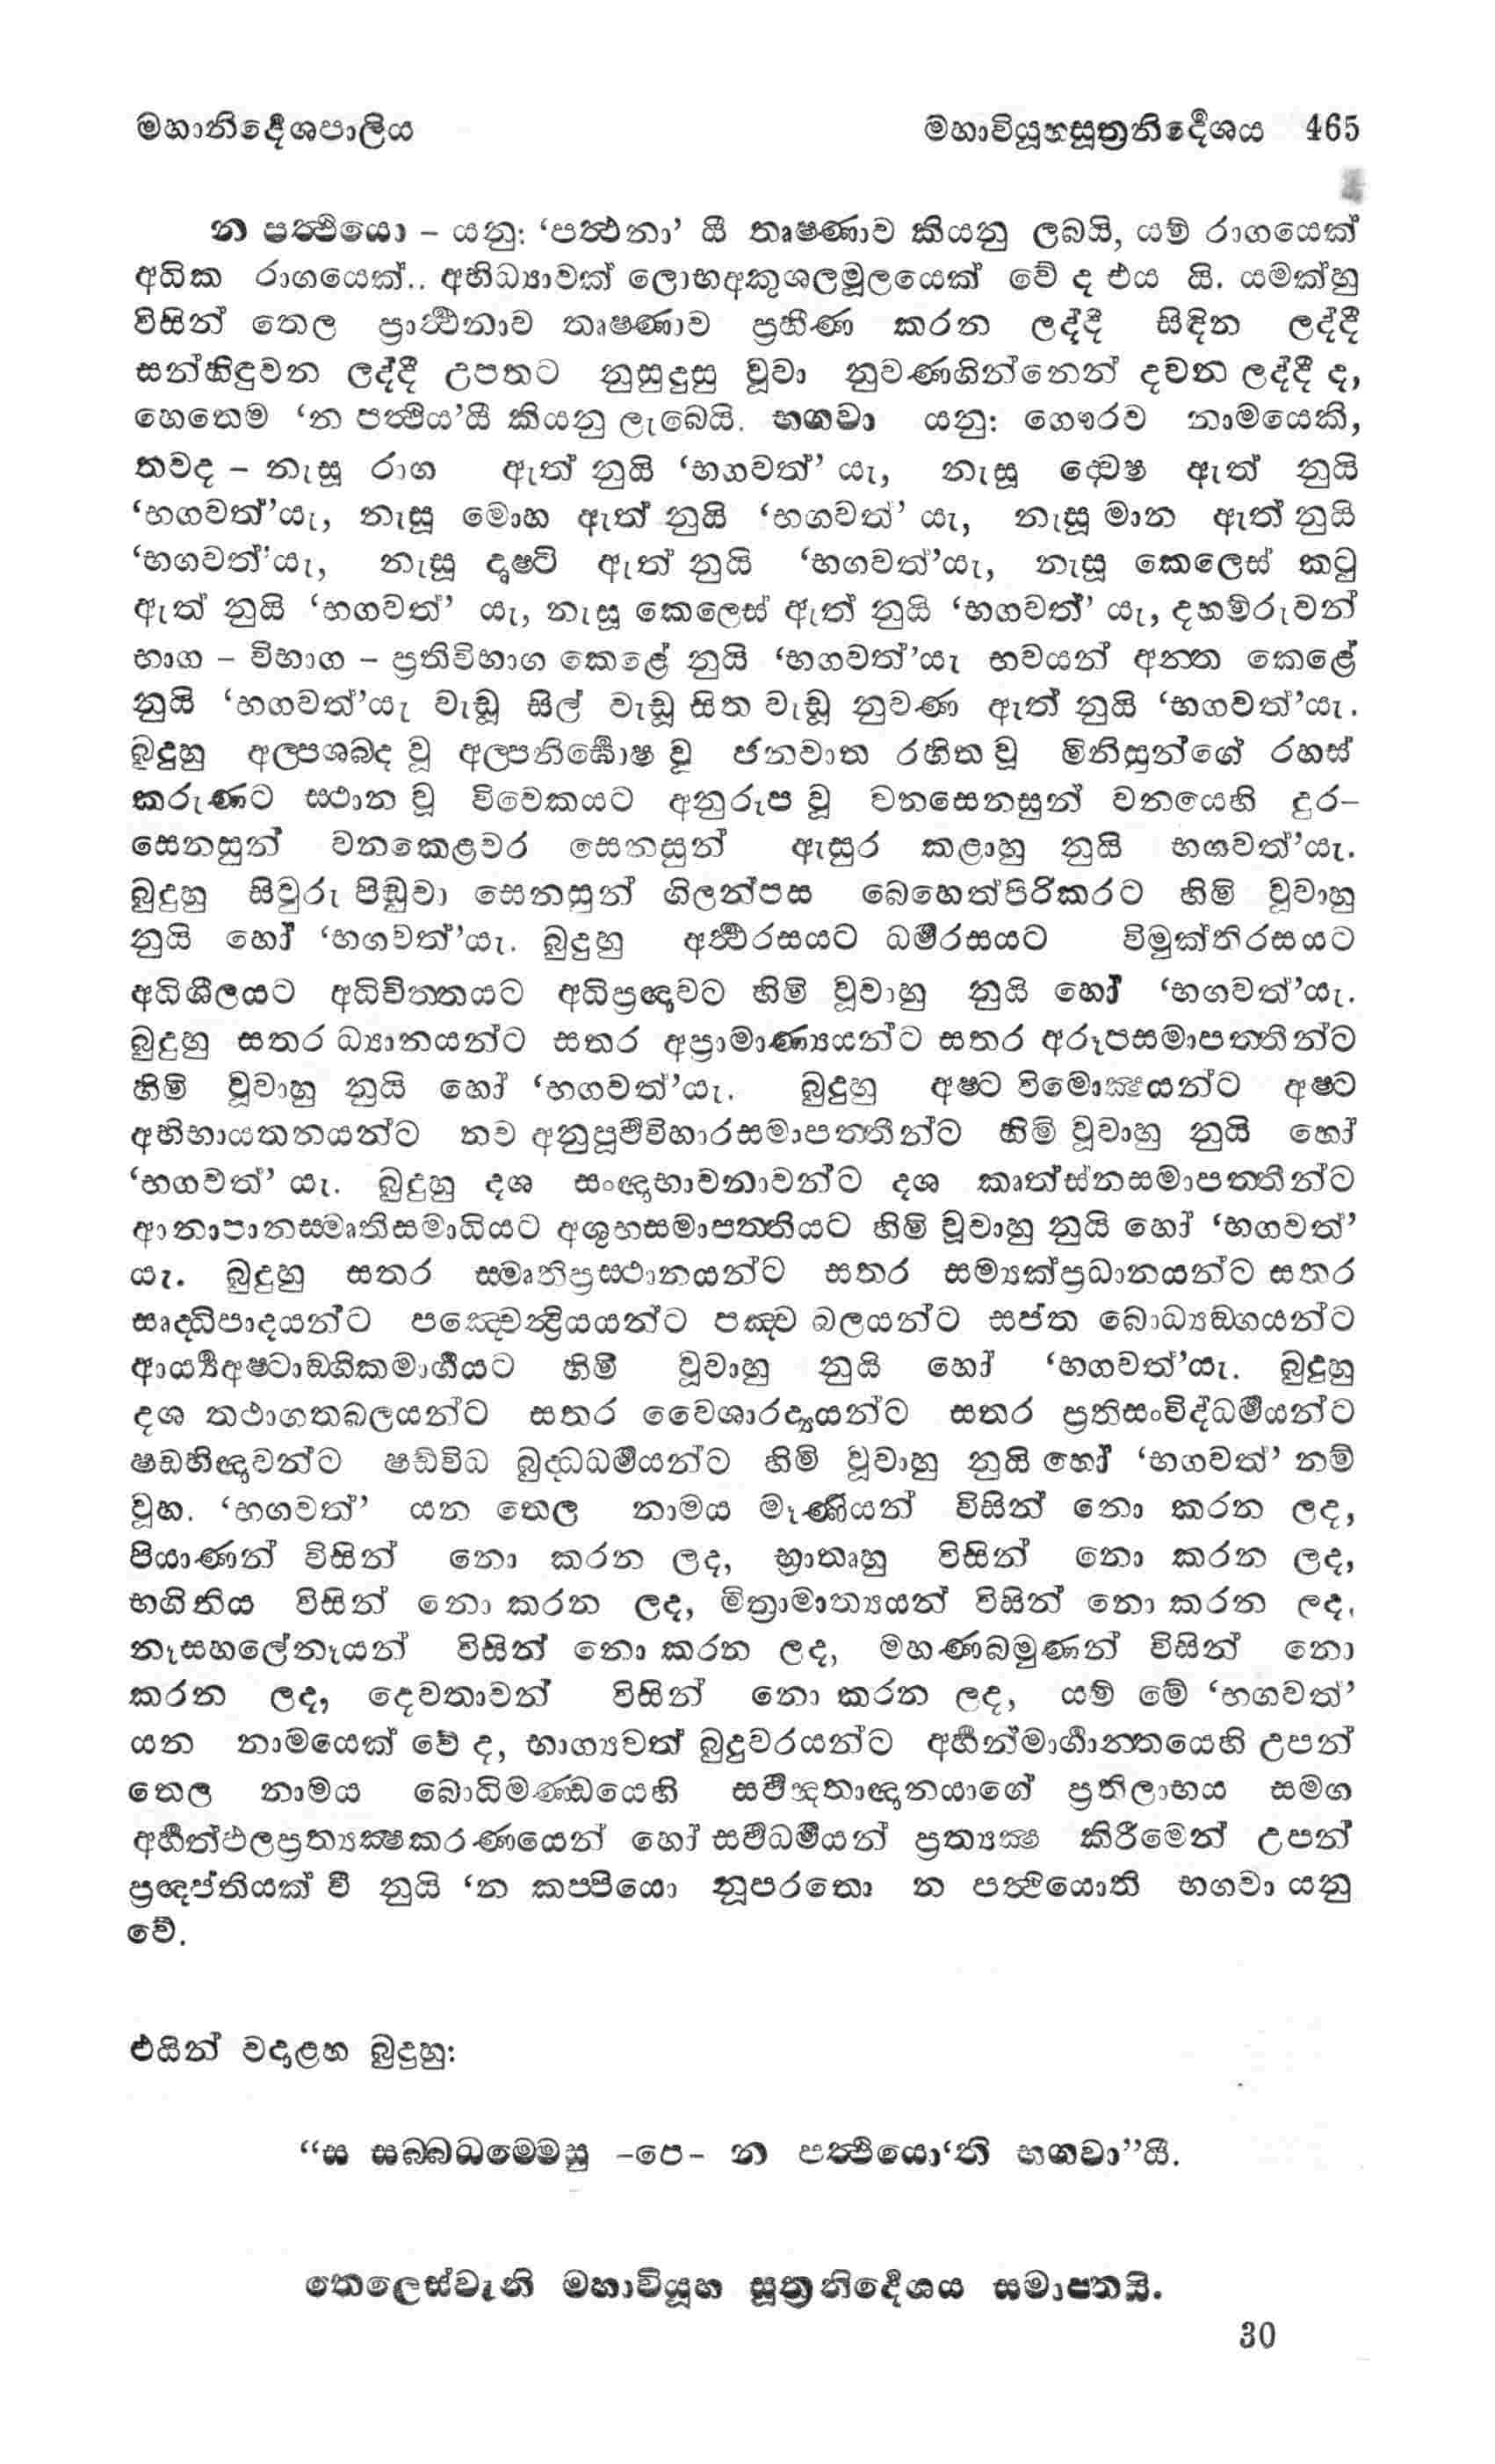 මහානිර්දේශපාලිය මහාවියූහසූත්‍රනිර්දේශය 465
න පත්ථියො – යනු: ‘පත්ථනා’ යී තෘෂ්ණාව කියනු ලබයි, යම් රාගයෙක්
අධික රාගයෙක්.. අභිධ්‍යාවක් ලොභඅකුශලමූලයෙක් වේ ද එය යි. යමක්හු
විසින් තෙල ප්‍රාර්ථනාව තෘෂ්ණාව ප්‍රහීණ කරන ලද්දී සිඳින ලද්දී
සන්හිඳුවන ලද්දී උපතට නුසුදුසු වූවා නුවණගින්නෙන් දවන ලද්දී ද,
හෙතෙම ‘න පත්ථිය’යී කියනු ලැබෙයි. භගවා යනු: ගෞරව නාමයෙකි,
තවද – නැසූ රාග ඇත් නුයි ‘භගවත්’ යැ, නැසූ ද්වේෂ ඇත් නුයි
‘භගවත්’යැ, නැසූ මොහ ඇත් නුයි ‘භගවත්’ යැ, නැසූ මාන ඇත් නුයි
‘භගවත්’යැ, නැසූ දෘෂ්ටි ඇත් නුයි ‘භගවත්’යැ, නැසූ කෙලෙස් කටු
ඇත් නුයි ‘භගවත්’ යැ, නැසූ කෙලෙස් ඇත් නුයි ‘භගවත්’ යැ, දහම්රුවන්
භාග – විභාග – ප්‍රතිවිභාග කෙළේ නුයි ‘භගවත්’යැ භවයන් අන්ත කෙළේ
නුයි ‘භගවත්’යැ වැඩූ සිල් වැඩූ සිත වැඩූ නුවණ ඇත් නුයි ‘භගවත්’යැ.
බුදුහු අල්පශබ්ද වූ අල්පනිර්ඝෝෂ වූ ජනවාත රහිත වූ මිනිසුන්ගේ රහස්
කරුණට ස්ථාන වූ විවෙකයට අනුරූප වූ වනසෙනසුන් වනයෙහි දුර–
සෙනසුන් වනකෙළවර සෙනසුන් ඇසුර කළාහු නුයි භගවත්’යැ.
බුදුහු සිවුරු පිඬුවා සෙනසුන් ගිලන්පස බෙහෙත්පිරිකරට හිමි වූවාහු
නුයි හෝ ‘භගවත්’යැ. බුදුහු අර්ථරසයට ධර්මරසයට විමුක්තිරසයට
අධිශීලයට අධිචිත්තයට අධිප්‍රඥාවට හිමි වූවාහු නුයි හෝ ‘භගවත්’යැ.
බුදුහු සතර ධ්‍යානයන්ට සතර අප්‍රාමාණ්‍යයන්ට සතර අරූපසමාපත්තීන්ට
හිමි වූවාහු නුයි හෝ ‘භගවත්’යැ. බුදුහු අෂ්ට විමොක්‍ෂයන්ට අෂ්ට
අභිභායතනයන්ට නව අනුපූර්වවිහාරසමාපත්තීන්ට හිමි වූවාහු නුයි හෝ
‘භගවත්’ යැ. බුදුහු දශ සංඥාභාවනාවන්ට දශ කෘත්ස්නසමාපත්තීන්ට
ආනාපානස්මෘතිසමාධියට අශුභසමාපත්තියට හිමි වූවාහු නුයි හෝ ‘භගවත්’
යැ. බුදුහු සතර ස්මෘතිප්‍රස්ථානයන්ට සතර සම්‍යක්ප්‍රධානයන්ට සතර
සෘද්ධිපාදයන්ට පඤ්චේන්ද්‍රියයන්ට පඤ්ච බලයන්ට සප්ත බොධ්‍යඞ්ගයන්ට
ආර්‍ය්‍යඅෂ්ටාඞ්ගිකමාර්ගයට හිමි වූවාහු නුයි හෝ ‘භගවත්’යැ. බුදුහු
දශ තථාගතබලයන්ට සතර වෛශාරද්‍යයන්ට සතර ප්‍රතිසංවිද්ධර්මයන්ට
ෂඩභිඥාවන්ට ෂඩ්විධ බුද්ධධර්මයන්ට හිමි වූවාහු නුයි හෝ ‘භගවත්’ නම්
වූහ. ‘භගවත්’ යන තෙල නාමය මෑණියන් විසින් නො කරන ලද,
පියාණන් විසින් නො කරන ලද, භ්‍රාතෘහු විසින් නො කරන ලද,
භගිනිය විසින් නො කරන ලද, මිත්‍රාමාත්‍යයන් විසින් නො කරන ලද,
නෑසහලේනෑයන් විසින් නො කරන ලද, මහණබමුණන් විසින් නො
කරන ලද, දෙවතාවන් විසින් නො කරන ලද, යම් මේ ‘භගවත්’
යන නාමයෙක් වේ ද, භාග්‍යවත් බුදුවරයන්ට අර්හන්මාර්ගාන්තයෙහි උපන්
තෙල නාමය බොධිමණ්ඩයෙහි සර්වඥතාඥානයාගේ ප්‍රතිලාභය සමග
අර්හත්ඵලප්‍රත්‍යක්‍ෂකරණයෙන් හෝ සර්වධර්මයන් ප්‍රත්‍යක්‍ෂ කිරීමෙන් උපන්
ප්‍රඥප්තියක් වී නුයි ‘න කප්පියො නූපරතො න පත්ථියොති භගවා යනු
වේ.
එයින් වදාළහ බුදුහු:
“ස සබ්බධම්මෙසු –පෙ– න පත්ථියො‘ති භගවා”යී.
තෙලෙස්වැනි මහාවියූහ සූත්‍රනිර්දේශය සමාප්තයි.
30